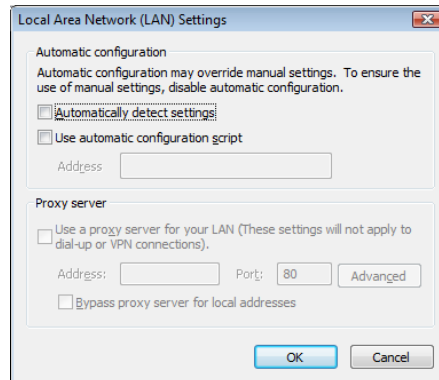 Local Area Network (LAN) Settings
Automatic configuration
Automatic configuration may override manual settings. To ensure the
use of manual settings, disable automatic configuration.
Automatically detect settings
Use automatic configuration script
Address
Proxy server
Use a proxy server for your LAN (These settings will not apply to
dial-up or VPN connections).
Address: Port: 80 Advanced
Bypass proxy server for local addresses
OK Cancel